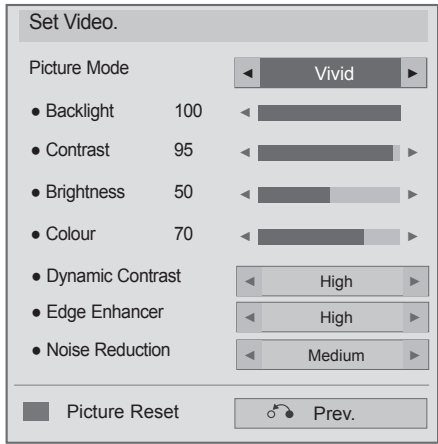 Set Video.
Picture Mode ◄ Vivid ►
● Backlight 100 ◄
● Contrast 95 ◄ ►
● Brightness 50 ◄ ►
● Colour 70 ◄ ►
● Dynamic Contrast ◄ High ►
● Edge Enhancer ◄ High ►
● Noise Reduction ◄ Medium ►
Picture Reset Prev.